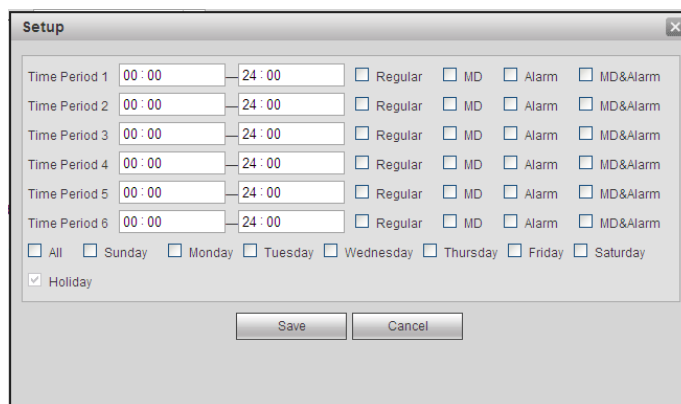 Setup
Time Period 1 00:00 — 24:00 Regular MD Alarm MD&Alarm
Time Period 2 00:00 — 24:00 Regular MD Alarm MD&Alarm
Time Period 3 00:00 — 24:00 Regular MD Alarm MD&Alarm
Time Period 4 00:00 — 24:00 Regular MD Alarm MD&Alarm
Time Period 5 00:00 — 24:00 Regular MD Alarm MD&Alarm
Time Period 6 00:00 — 24:00 Regular MD Alarm MD&Alarm
All Sunday Monday Tuesday Wednesday Thursday Friday Saturday
Holiday
Save Cancel